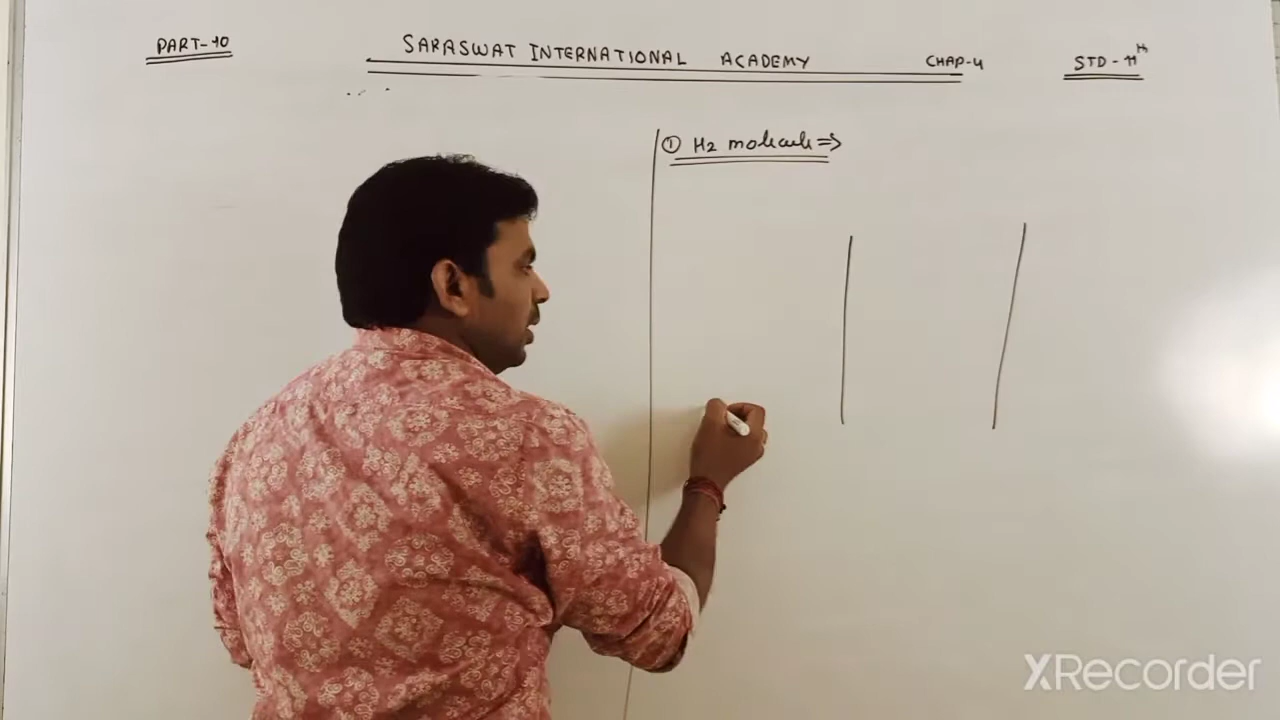 PART-10
SARASWAT INTERNATIONAL ACADEMY
CHAP-4
STD-11th
① H2 molecule ⇒
XRecorder